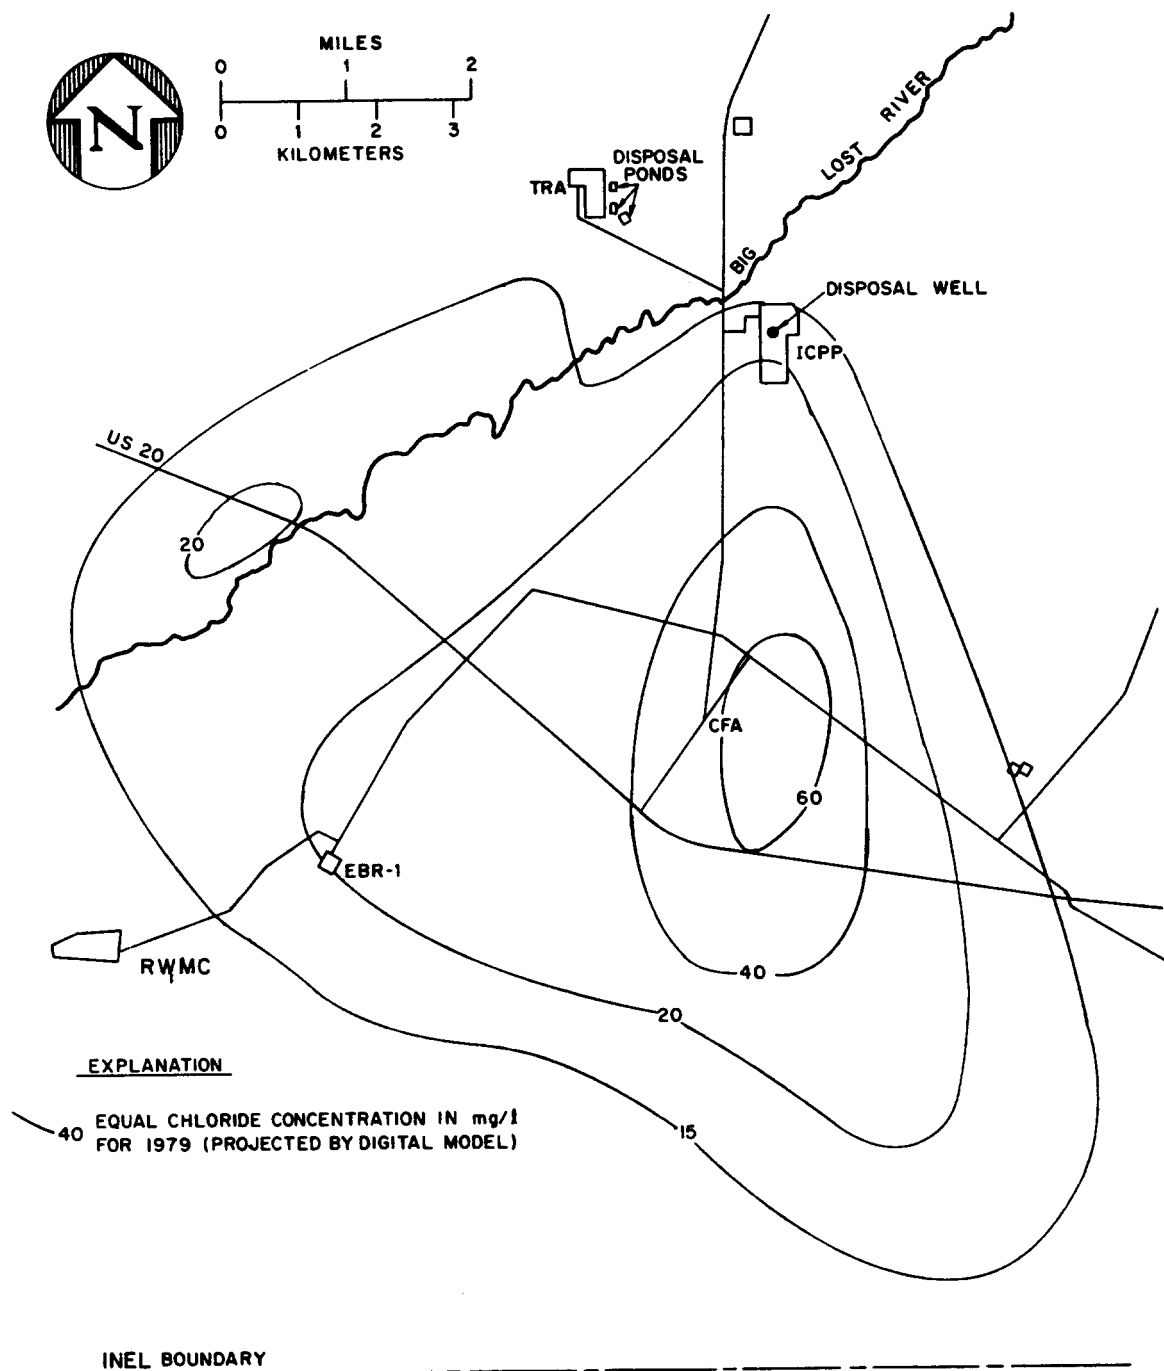 MILES
0 1 2
N
0 1 2 3
KILOMETERS
BIG LOST RIVER
DISPOSAL
PONDS
TRA
DISPOSAL WELL
ICPP
US 20
20
CFA
60
EBR-1
RWMC
40
20
15
EXPLANATION
40 EQUAL CHLORIDE CONCENTRATION IN mg/l
FOR 1979 (PROJECTED BY DIGITAL MODEL)
INEL BOUNDARY